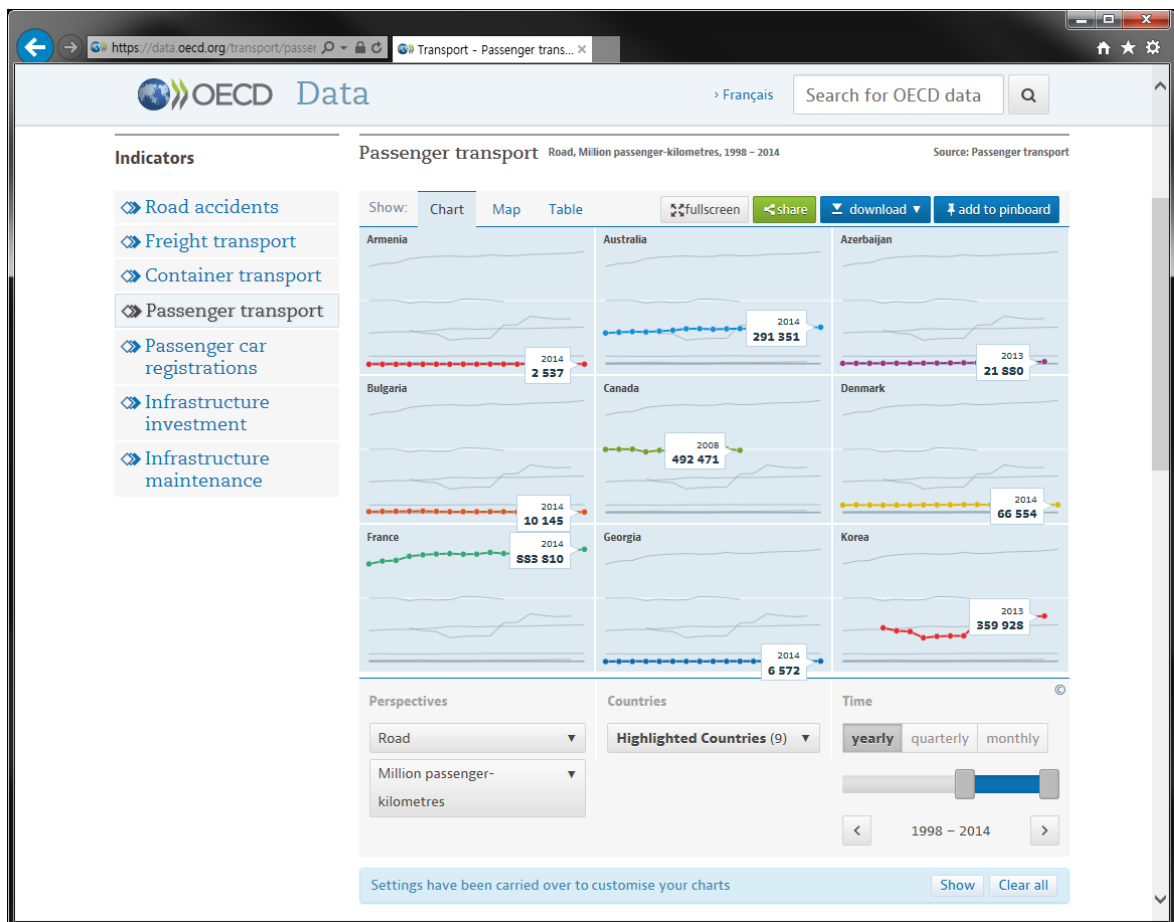 https://data.oecd.org/transport/passer
Transport - Passenger trans...
OECD Data
› Français
Search for OECD data
Indicators
Road accidents
Freight transport
Container transport
Passenger transport
Passenger car
registrations
Infrastructure
investment
Infrastructure
maintenance
Passenger transport Road, Million passenger-kilometres, 1998 – 2014
Source: Passenger transport
Show: Chart Map Table
fullscreen share download ▼ add to pinboard
Armenia
2014
2 537
Australia
2014
291 351
Azerbaijan
2013
21 880
Bulgaria
2014
10 145
Canada
2008
492 471
Denmark
2014
66 554
France
2014
883 810
Georgia
2014
6 572
Korea
2013
359 928
©
Perspectives
Road ▼
Million passenger-
kilometres ▼
Countries
Highlighted Countries (9) ▼
Time
yearly quarterly monthly
< 1998 – 2014 >
Settings have been carried over to customise your charts
Show Clear all